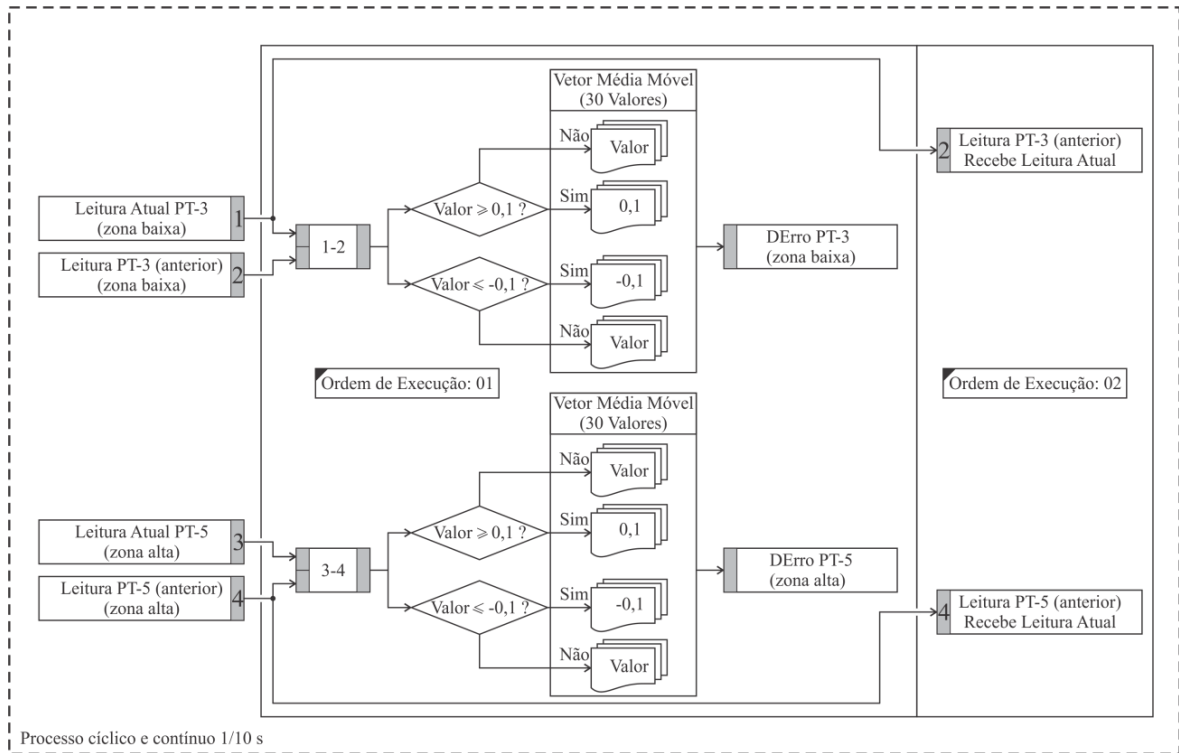 Vetor Média Móvel
(30 Valores)
Não
Valor
Leitura PT-3 (anterior)
Recebe Leitura Atual
2
Leitura Atual PT-3
(zona baixa)
1
Valor ⩾ 0,1 ?
Sim
0,1
1-2
DErro PT-3
(zona baixa)
Leitura PT-3 (anterior)
(zona baixa)
2
Valor ⩽ -0,1 ?
Sim
-0,1
Não
Valor
Ordem de Execução: 01
Ordem de Execução: 02
Vetor Média Móvel
(30 Valores)
Não
Valor
Leitura Atual PT-5
(zona alta)
3
Valor ⩾ 0,1 ?
Sim
0,1
3-4
DErro PT-5
(zona alta)
Leitura PT-5 (anterior)
(zona alta)
4
Valor ⩽ -0,1 ?
Sim
-0,1
4
Leitura PT-5 (anterior)
Recebe Leitura Atual
Não
Valor
Processo cíclico e contínuo 1/10 s